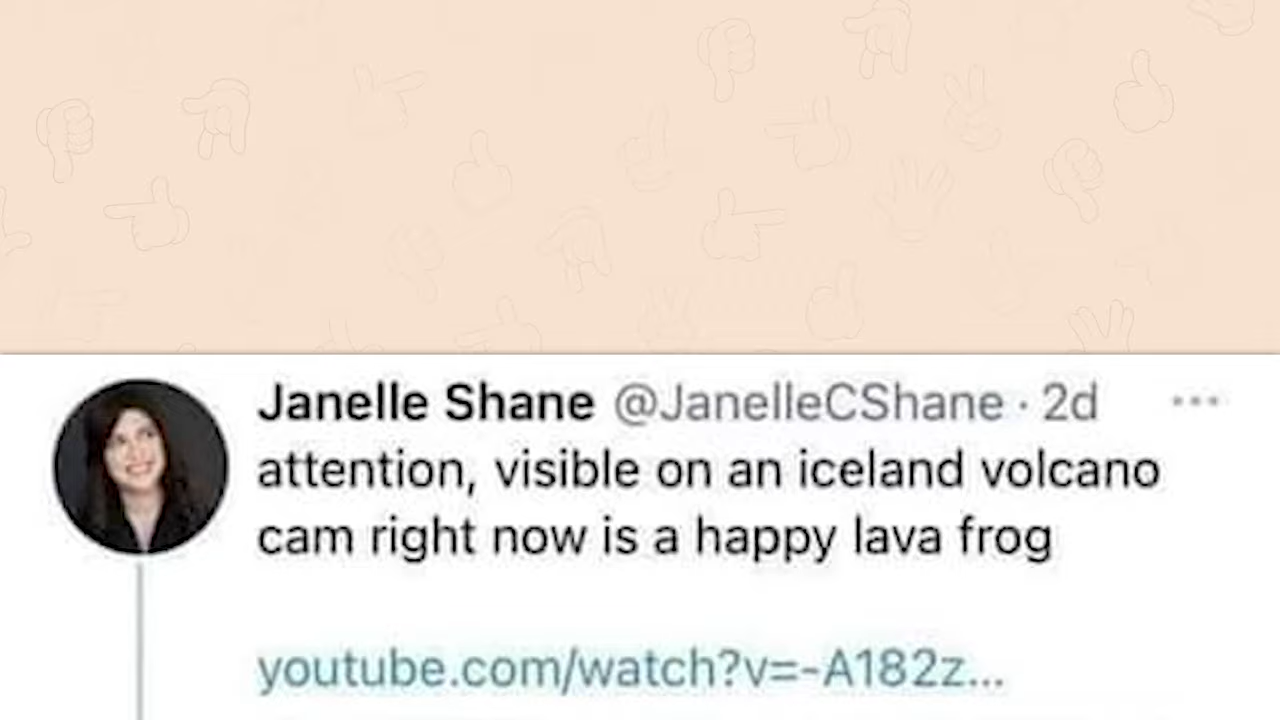 Janelle Shane @JanelleCShane · 2d
attention, visible on an iceland volcano
cam right now is a happy lava frog
youtube.com/watch?v=-A182z...